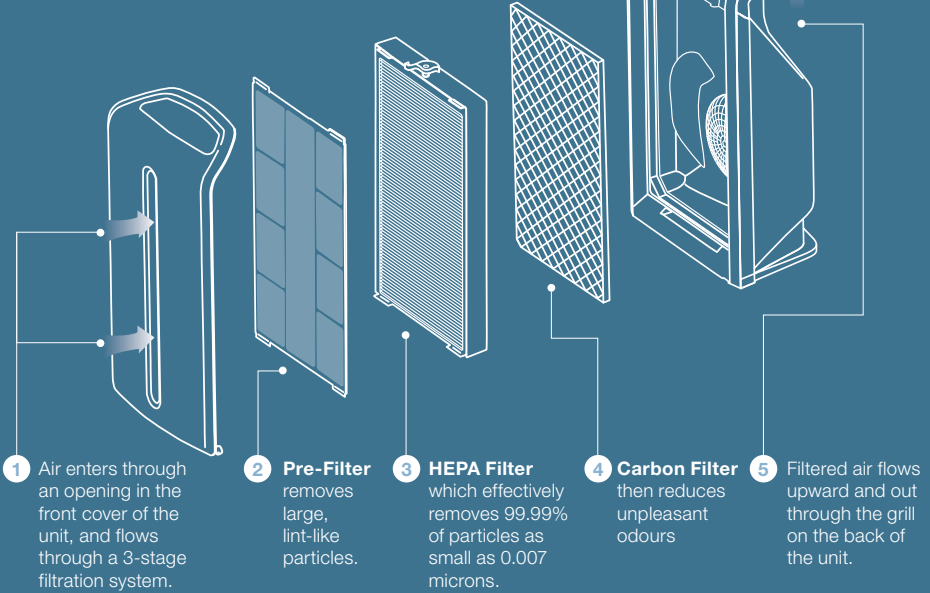 1
Air enters through
an opening in the
front cover of the
unit, and flows
through a 3-stage
filtration system.
2
Pre-Filter
removes
large,
lint-like
particles.
3
HEPA Filter
which effectively
removes 99.99%
of particles as
small as 0.007
microns.
4
Carbon Filter
then reduces
unpleasant
odours
5
Filtered air flows
upward and out
through the grill
on the back of
the unit.